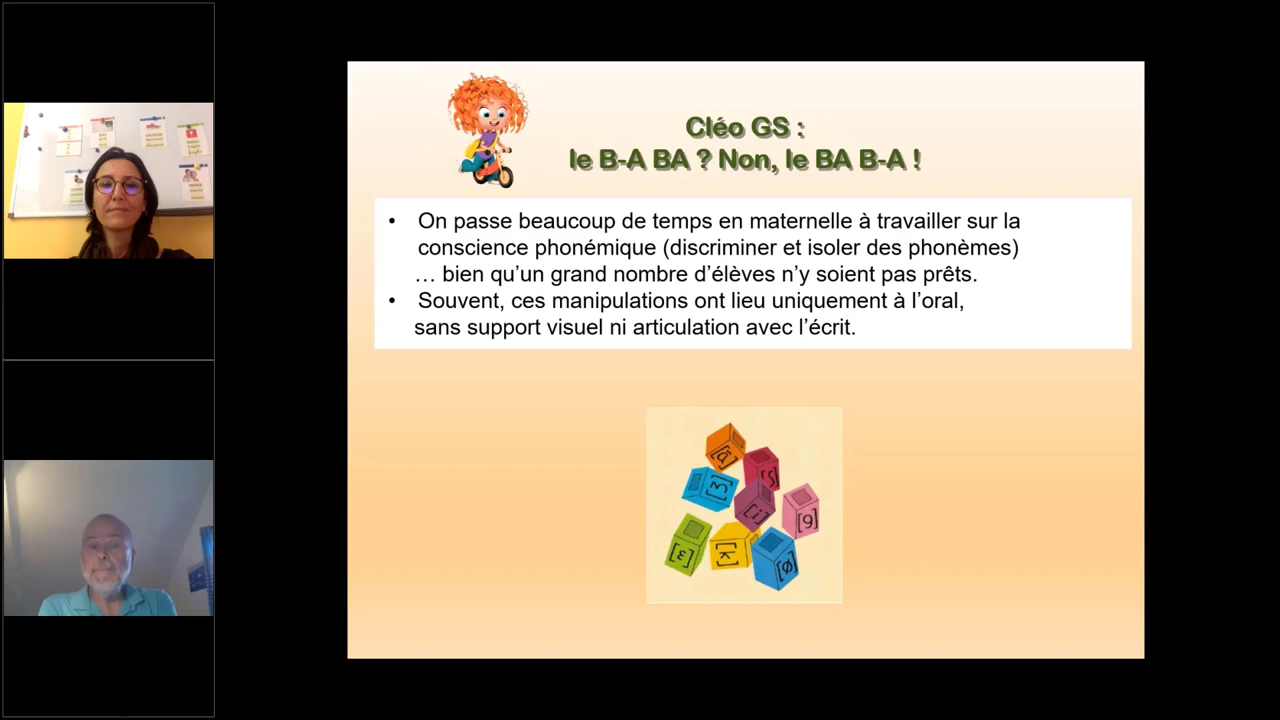 Cléo GS :
le B-A BA ? Non, le BA B-A !
• On passe beaucoup de temps en maternelle à travailler sur la
conscience phonémique (discriminer et isoler des phonèmes)
… bien qu’un grand nombre d’élèves n’y soient pas prêts.
• Souvent, ces manipulations ont lieu uniquement à l’oral,
sans support visuel ni articulation avec l’écrit.
[ʒ]
[i]
[g]
[ɛ]
[k]
[ø]